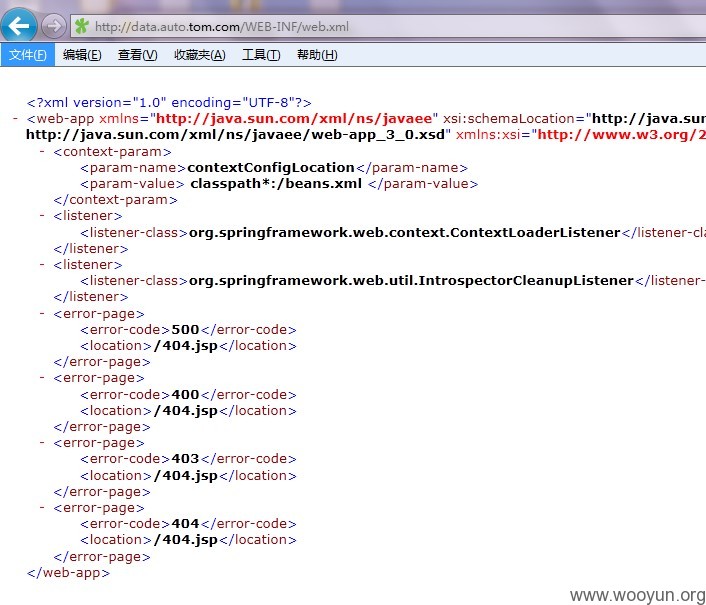 http://data.auto.tom.com/WEB-INF/web.xml
文件(F) 编辑(E) 查看(V) 收藏夹(A) 工具(T) 帮助(H)
<?xml version="1.0" encoding="UTF-8"?>
- <web-app xmlns="http://java.sun.com/xml/ns/javaee" xsi:schemaLocation="http://java.sun
http://java.sun.com/xml/ns/javaee/web-app_3_0.xsd" xmlns:xsi="http://www.w3.org/2
- <context-param>
<param-name>contextConfigLocation</param-name>
<param-value> classpath*:/beans.xml </param-value>
</context-param>
- <listener>
<listener-class>org.springframework.web.context.ContextLoaderListener</listener-cla
</listener>
- <listener>
<listener-class>org.springframework.web.util.IntrospectorCleanupListener</listener-
</listener>
- <error-page>
<error-code>500</error-code>
<location>/404.jsp</location>
</error-page>
- <error-page>
<error-code>400</error-code>
<location>/404.jsp</location>
</error-page>
- <error-page>
<error-code>403</error-code>
<location>/404.jsp</location>
</error-page>
- <error-page>
<error-code>404</error-code>
<location>/404.jsp</location>
</error-page>
</web-app>
www.wooyun.org